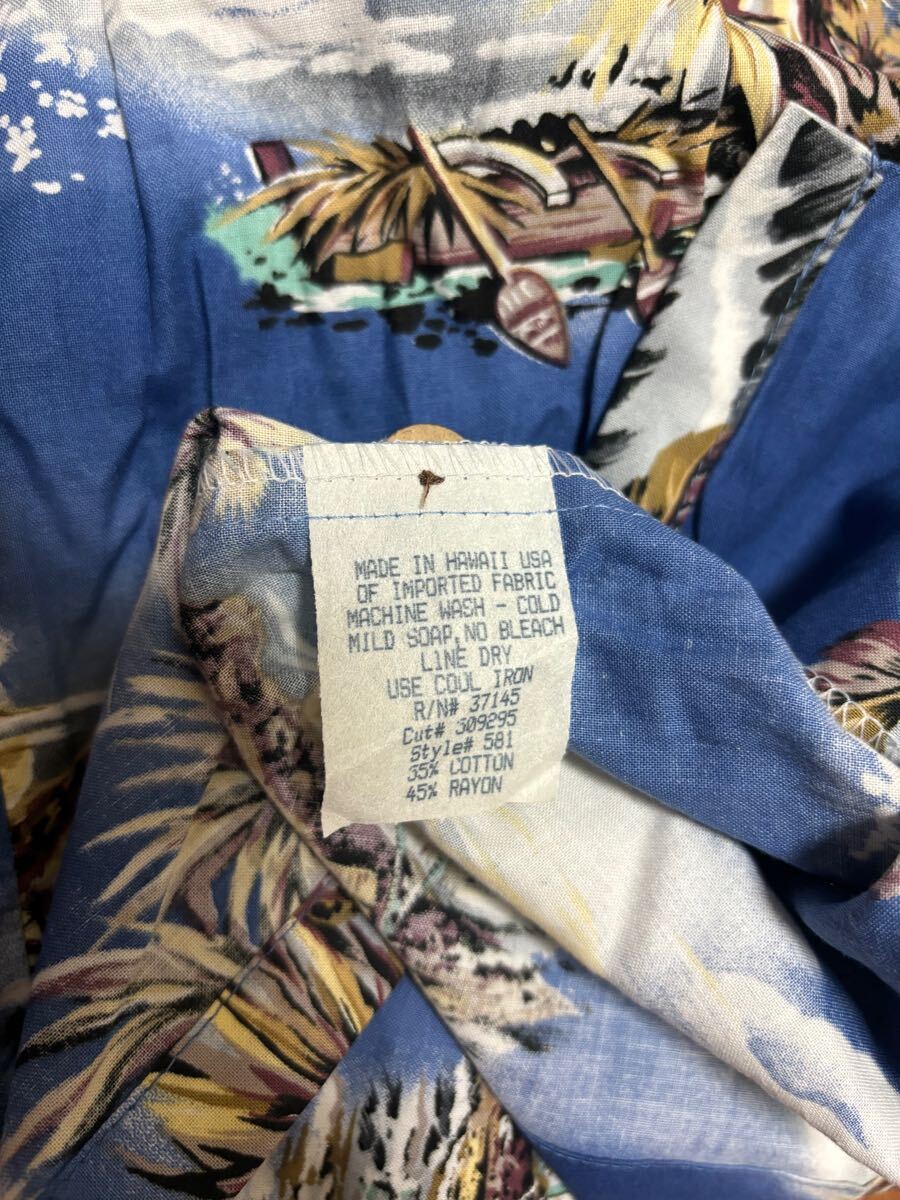 MADE IN HAWAII USA
OF IMPORTED FABRIC
MACHINE WASH - COLD
MILD SOAP,NO BLEACH
LINE DRY
USE COOL IRON
R/N# 37145
Cut# 309295
Style# 581
35% COTTON
45% RAYON